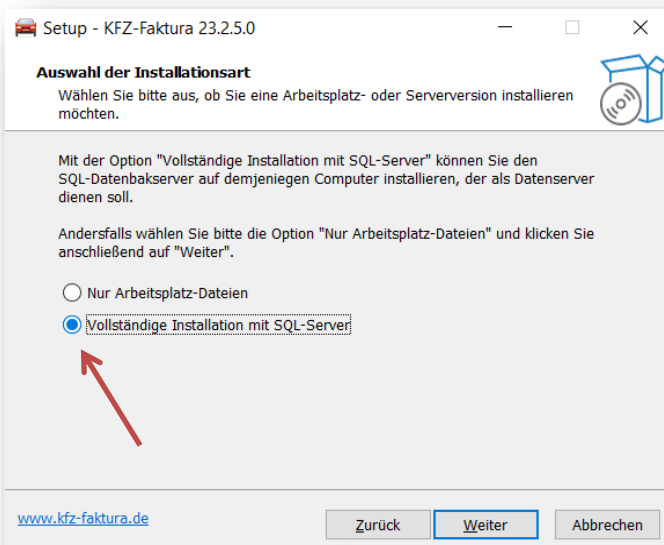 Setup - KFZ-Faktura 23.2.5.0
Auswahl der Installationsart
Wählen Sie bitte aus, ob Sie eine Arbeitsplatz- oder Serverversion installieren
möchten.
Mit der Option "Vollständige Installation mit SQL-Server" können Sie den
SQL-Datenbakserver auf demjeniegen Computer installieren, der als Datenserver
dienen soll.
Andersfalls wählen Sie bitte die Option "Nur Arbeitsplatz-Dateien" und klicken Sie
anschließend auf "Weiter".
Nur Arbeitsplatz-Dateien
Vollständige Installation mit SQL-Server
www.kfz-faktura.de
Zurück Weiter Abbrechen